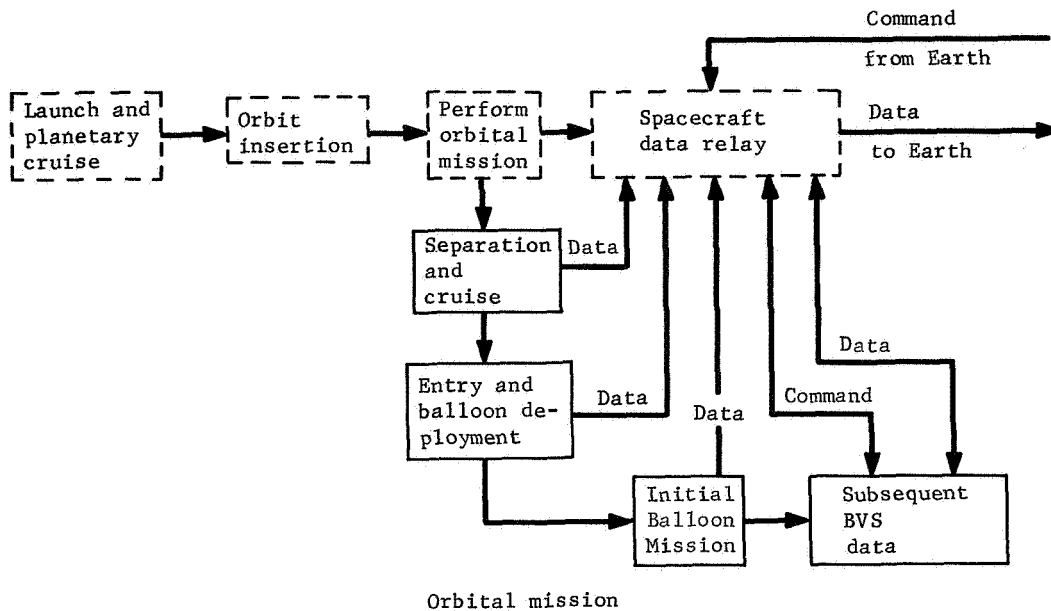 Command
from Earth
Launch and
planetary
cruise
Orbit
insertion
Perform
orbital
mission
Spacecraft
data relay
Data
to Earth
Separation
and
cruise
Data
Entry and
balloon de-
ployment
Data
Data
Command
Data
Initial
Balloon
Mission
Subsequent
BVS
data
Orbital mission